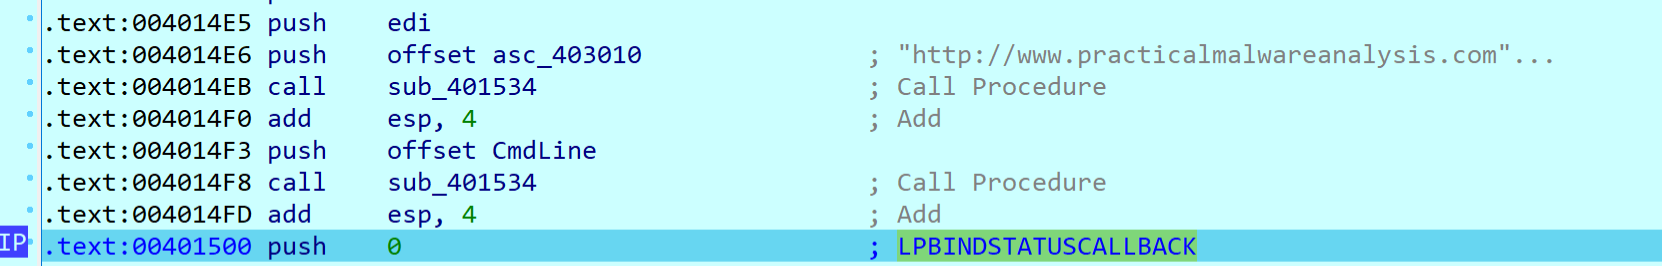 .text:004014E5 push edi
.text:004014E6 push offset asc_403010 ; "http://www.practicalmalwareanalysis.com"...
.text:004014EB call sub_401534 ; Call Procedure
.text:004014F0 add esp, 4 ; Add
.text:004014F3 push offset CmdLine
.text:004014F8 call sub_401534 ; Call Procedure
.text:004014FD add esp, 4 ; Add
IP .text:00401500 push 0 ; LPBINDSTATUSCALLBACK